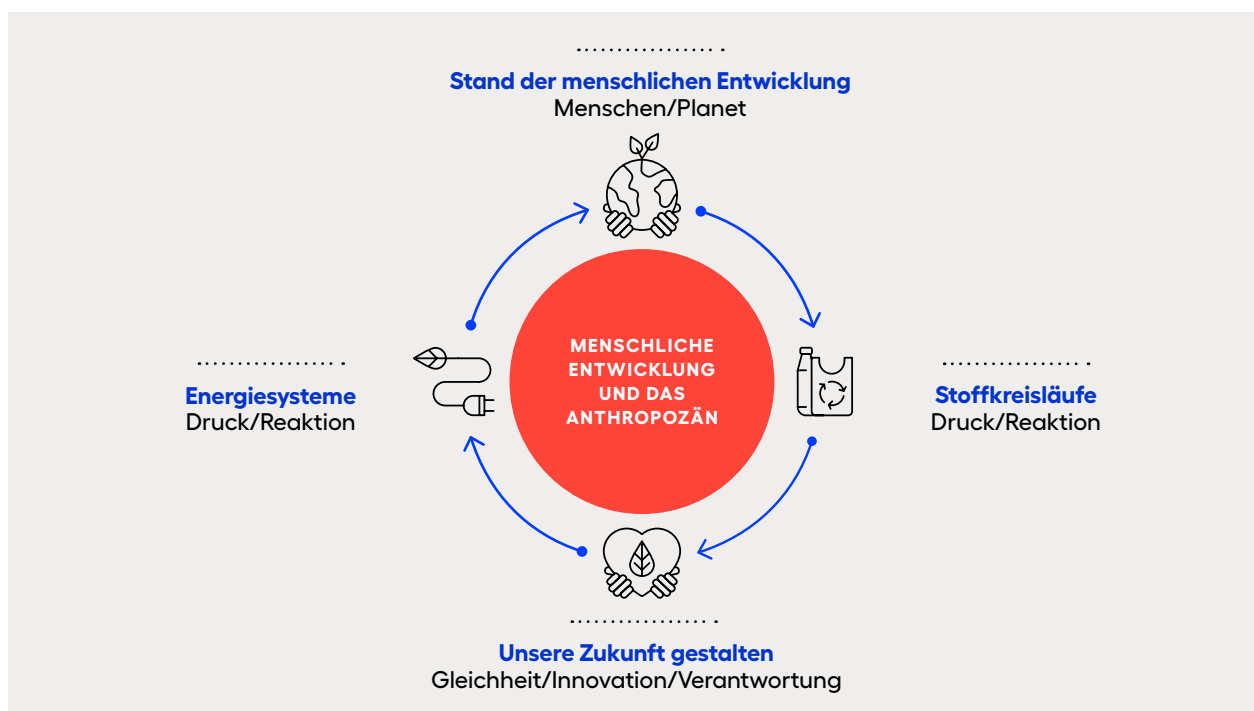 Stand der menschlichen Entwicklung
Menschen/Planet
MENSCHLICHE
ENTWICKLUNG
UND DAS
ANTHROPOZÄN
Energiesysteme
Druck/Reaktion
Stoffkreisläufe
Druck/Reaktion
Unsere Zukunft gestalten
Gleichheit/Innovation/Verantwortung